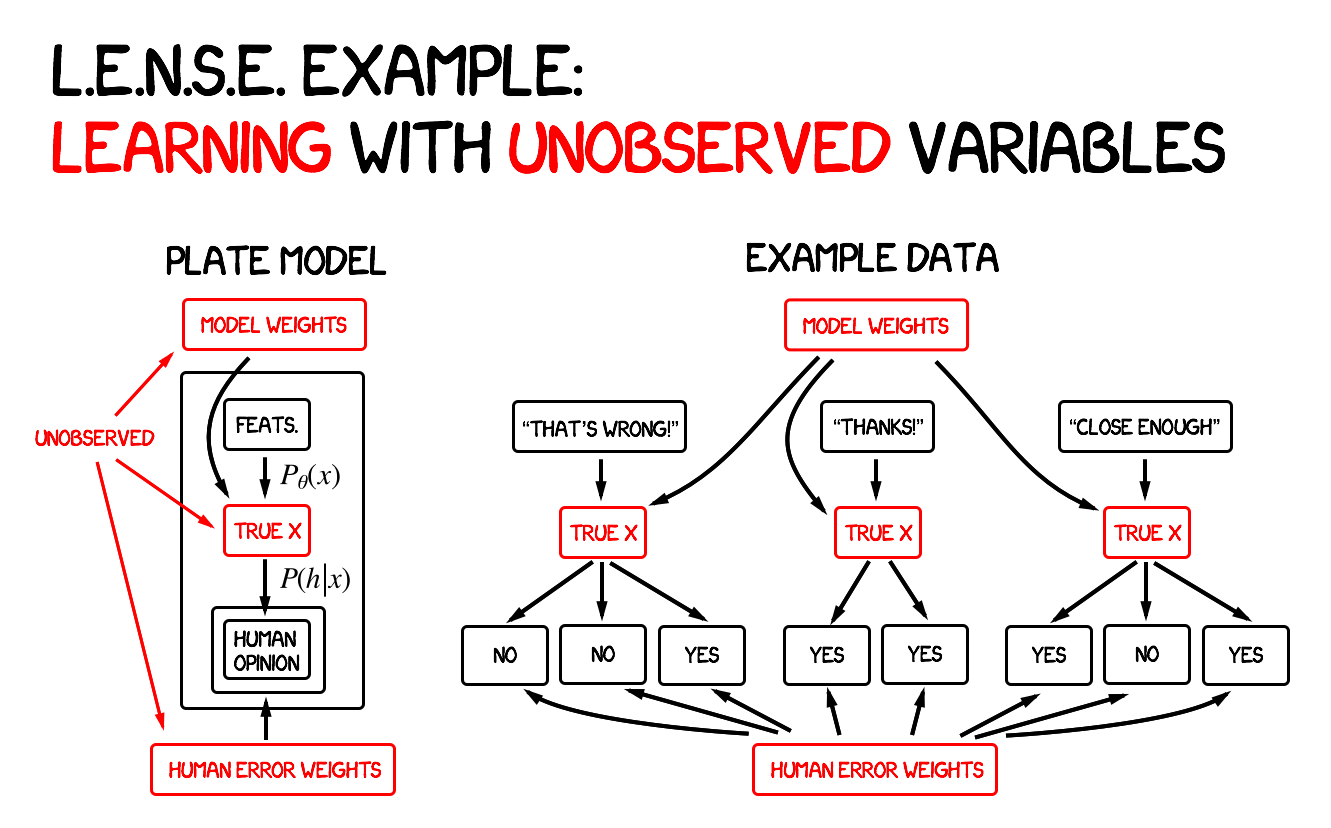 L.E.N.S.E. EXAMPLE:
LEARNING WITH UNOBSERVED VARIABLES
PLATE MODEL
MODEL WEIGHTS
FEATS.
Pθ(x)
UNOBSERVED
TRUE X
P(h|x)
HUMAN
OPINION
HUMAN ERROR WEIGHTS
EXAMPLE DATA
MODEL WEIGHTS
“THAT’S WRONG!”
“THANKS!”
“CLOSE ENOUGH”
TRUE X
TRUE X
TRUE X
NO
NO
YES
YES
YES
YES
NO
YES
HUMAN ERROR WEIGHTS